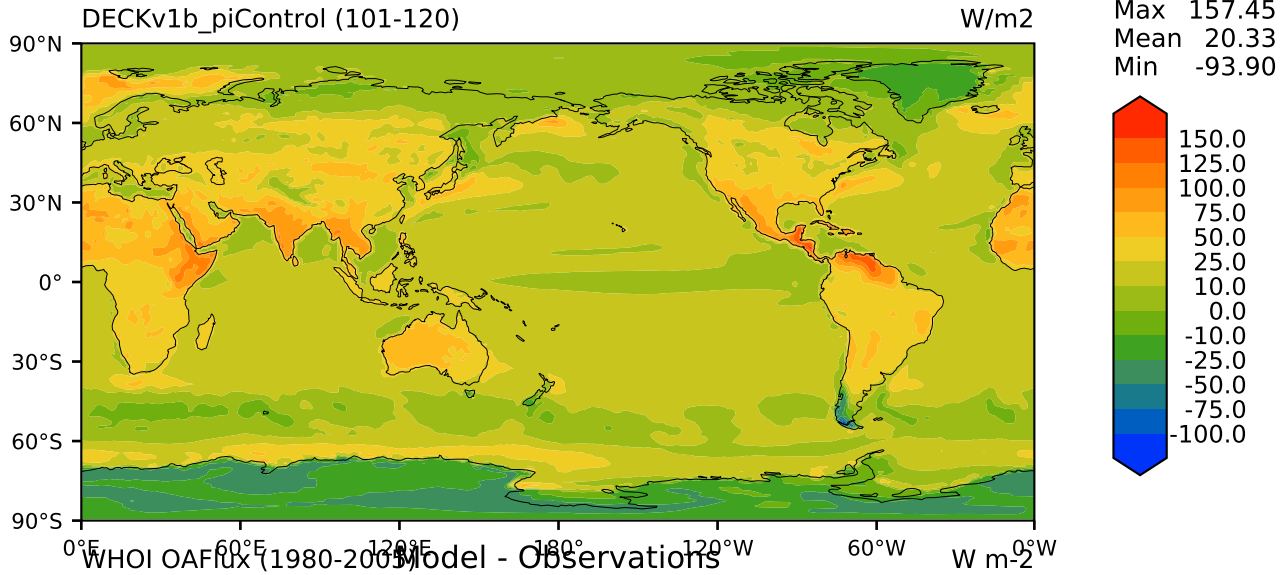 DECKv1b_piControl (101-120) W/m2
Max 157.45
Mean 20.33
Min -93.90
90°N
60°N
30°N
0°
30°S
60°S
90°S
150.0
125.0
100.0
75.0
50.0
25.0
10.0
0.0
-10.0
-25.0
-50.0
-75.0
-100.0
0°E 60°E 120°E 180° 120°W 60°W 0°W
WHOI OAFlux (1980-2005) Model - Observations W m-2